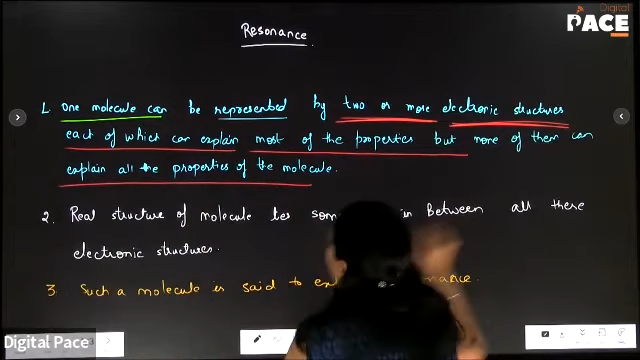 Digital
PACE
Resonance
1. One molecule can be represented by two or more electronic structures
each of which can explain most of the properties but none of them can
explain all the properties of the molecule.
2. Real structure of molecule lies in Between all these
electronic structures.
3. Such a molecule is said to
Digital Pace